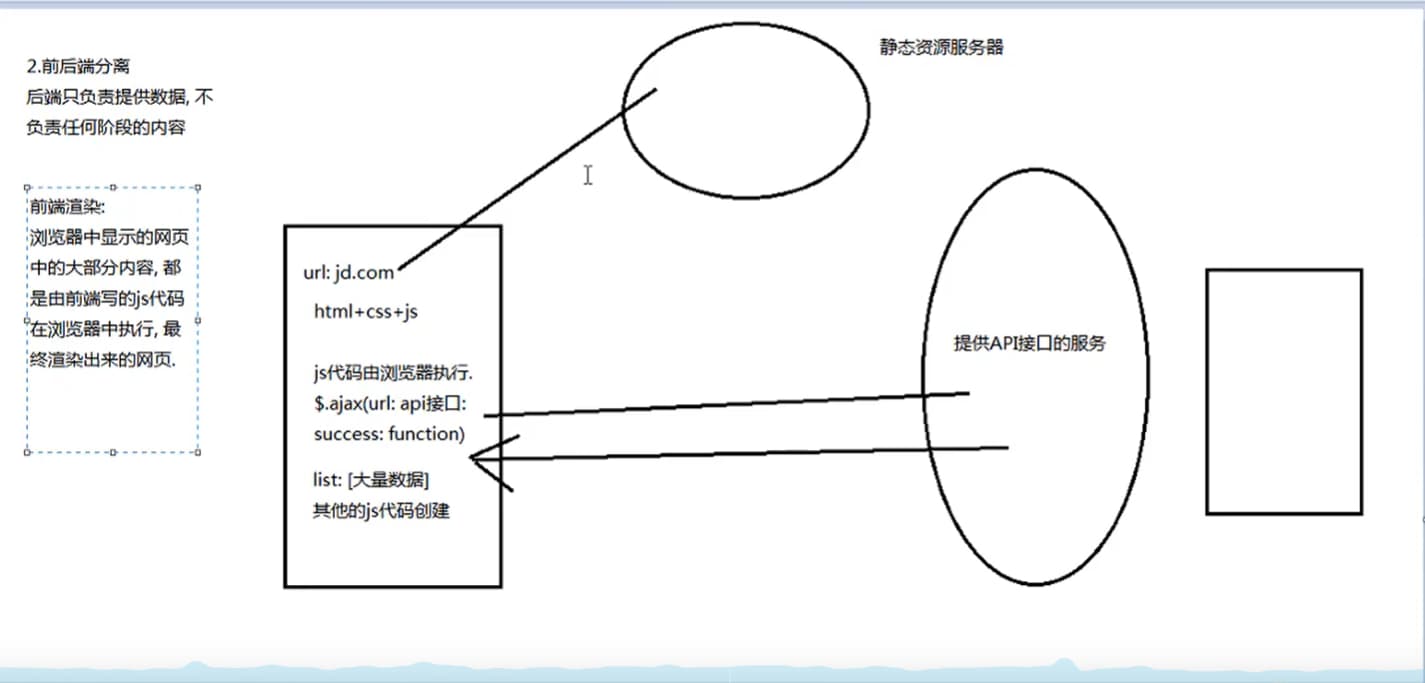 2.前后端分离
后端只负责提供数据, 不
负责任何阶段的内容
前端渲染:
浏览器中显示的网页
中的大部分内容, 都
是由前端写的js代码
在浏览器中执行, 最
终渲染出来的网页.
静态资源服务器
url: jd.com
html+css+js
js代码由浏览器执行.
$.ajax(url: api接口:
success: function)
list: [大量数据]
其他的js代码创建
提供API接口的服务